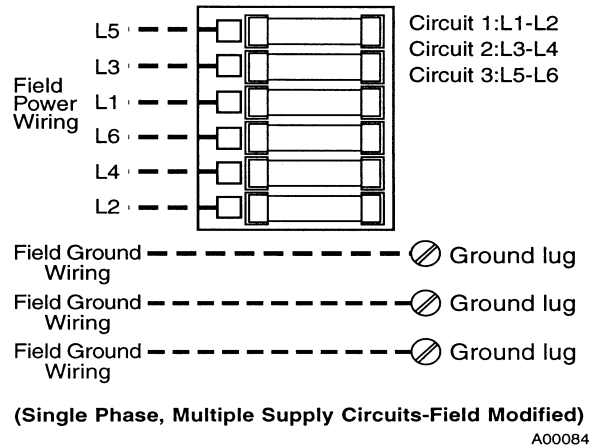 L5
L3
L1
L6
L4
L2
Field
Power
Wiring
Circuit 1:L1-L2
Circuit 2:L3-L4
Circuit 3:L5-L6
Field Ground
Wiring
Ground lug
Field Ground
Wiring
Ground lug
Field Ground
Wiring
Ground lug
(Single Phase, Multiple Supply Circuits-Field Modified)
A00084